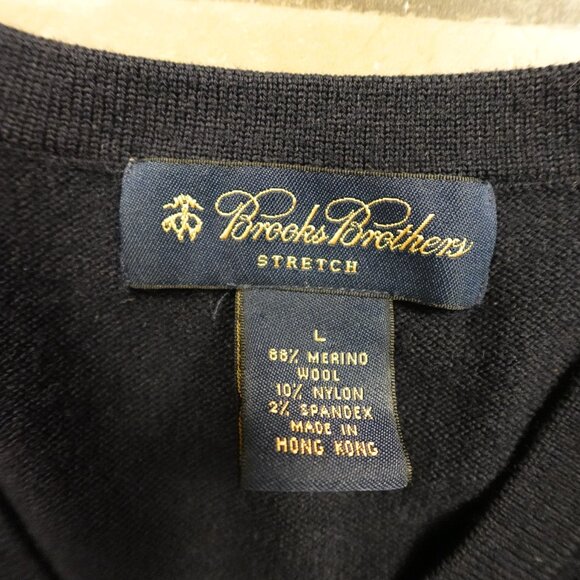 Brooks Brothers
STRETCH
L
88% MERINO
WOOL
10% NYLON
2% SPANDEX
MADE IN
HONG KONG